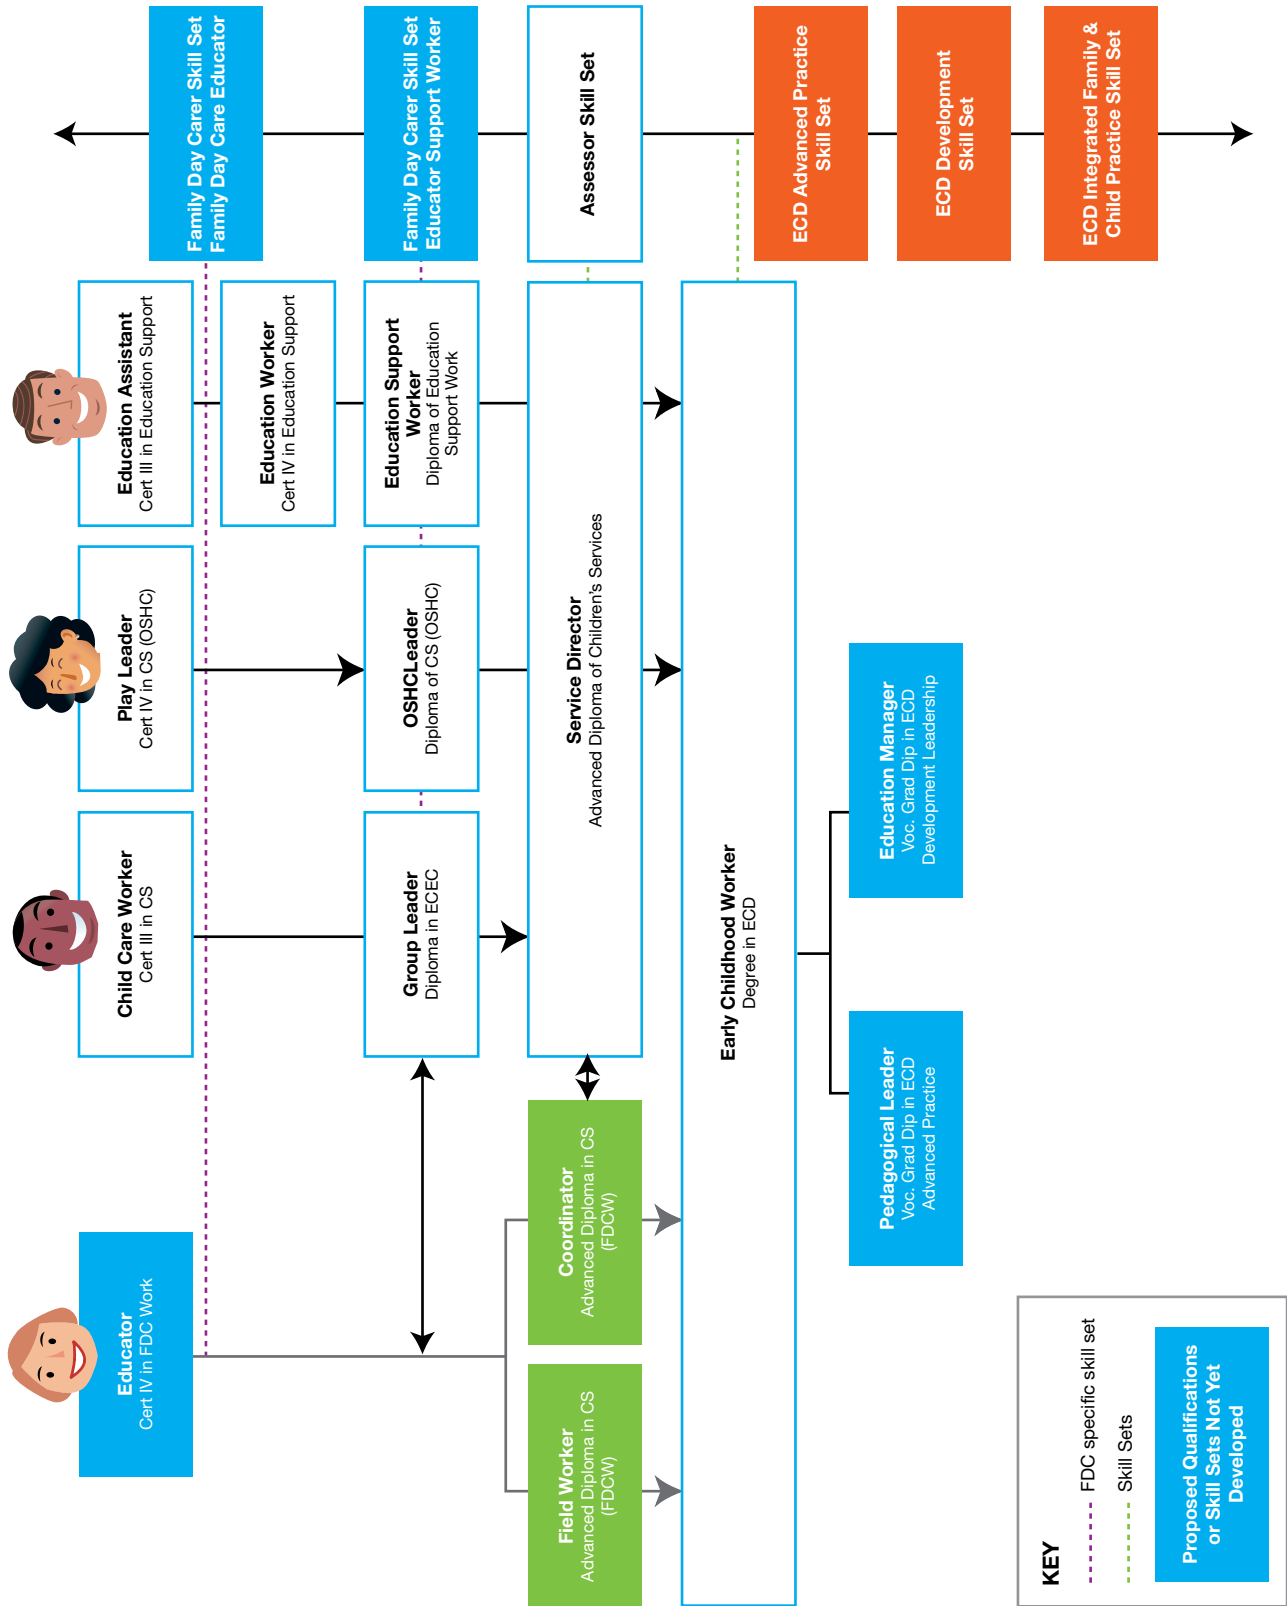 Educator
Cert IV in FDC Work
Child Care Worker
Cert III in CS
Play Leader
Cert IV in CS (OSHC)
Education Assistant
Cert III in Education Support
Family Day Carer Skill Set
Family Day Care Educator
Education Worker
Cert IV in Education Support
Group Leader
Diploma in ECEC
OSHCLeader
Diploma of CS (OSHC)
Education Support
Worker
Diploma of Education
Support Work
Family Day Carer Skill Set
Educator Support Worker
Field Worker
Advanced Diploma in CS
(FDCW)
Coordinator
Advanced Diploma in CS
(FDCW)
Service Director
Advanced Diploma of Children's Services
Assessor Skill Set
Early Childhood Worker
Degree in ECD
ECD Advanced Practice
Skill Set
Pedagogical Leader
Voc. Grad Dip in ECD
Advanced Practice
Education Manager
Voc. Grad Dip in ECD
Development Leadership
ECD Development
Skill Set
ECD Integrated Family &
Child Practice Skill Set
KEY
FDC specific skill set
Skill Sets
Proposed Qualifications
or Skill Sets Not Yet
Developed